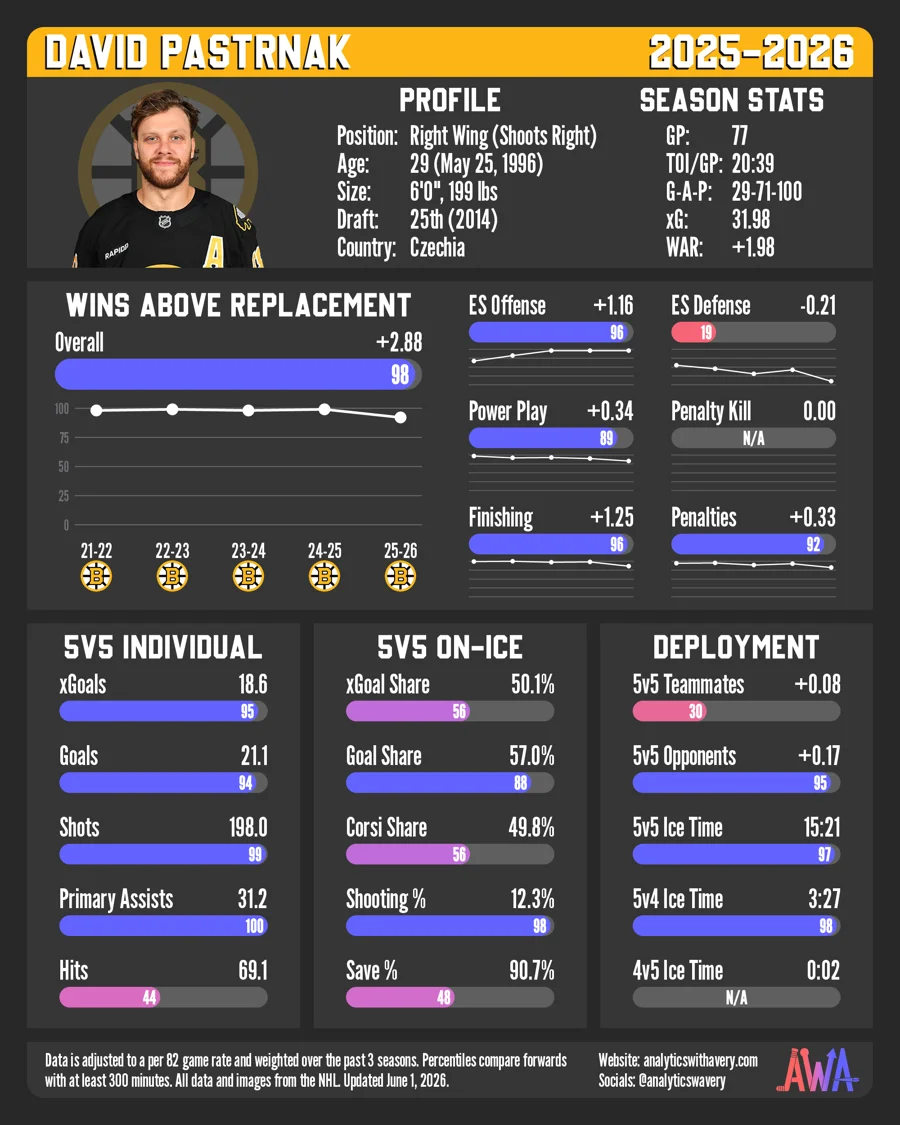 DAVID PASTRNAK 2025-2026
PROFILE
Position: Right Wing (Shoots Right)
Age: 29 (May 25, 1996)
Size: 6'0", 199 lbs
Draft: 25th (2014)
Country: Czechia
SEASON STATS
GP: 77
TOI/GP: 20:39
G-A-P: 29-71-100
xG: 31.98
WAR: +1.98
RAPID7
A
WINS ABOVE REPLACEMENT
Overall +2.88
98
100
75
50
25
0
21-22 22-23 23-24 24-25 25-26
B B B B B
ES Offense +1.16
96
ES Defense -0.21
19
Power Play +0.34
89
Penalty Kill 0.00
N/A
Finishing +1.25
96
Penalties +0.33
92
5V5 INDIVIDUAL
xGoals 18.6
95
Goals 21.1
94
Shots 198.0
99
Primary Assists 31.2
100
Hits 69.1
44
5V5 ON-ICE
xGoal Share 50.1%
56
Goal Share 57.0%
88
Corsi Share 49.8%
56
Shooting % 12.3%
98
Save % 90.7%
48
DEPLOYMENT
5v5 Teammates +0.08
30
5v5 Opponents +0.17
95
5v5 Ice Time 15:21
97
5v4 Ice Time 3:27
98
4v5 Ice Time 0:02
N/A
Data is adjusted to a per 82 game rate and weighted over the past 3 seasons. Percentiles compare forwards
with at least 300 minutes. All data and images from the NHL. Updated June 1, 2026.
Website: analyticswithavery.com
Socials: @analyticswavery
AWA